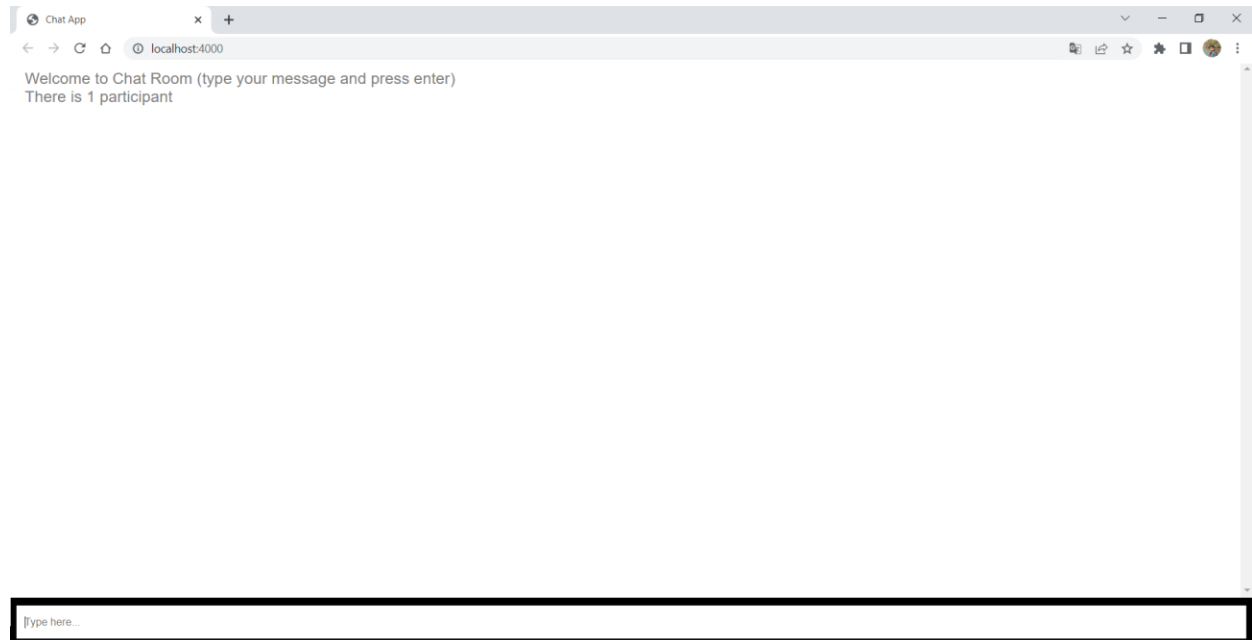 Chat App
localhost:4000
Welcome to Chat Room (type your message and press enter)
There is 1 participant
Type here...